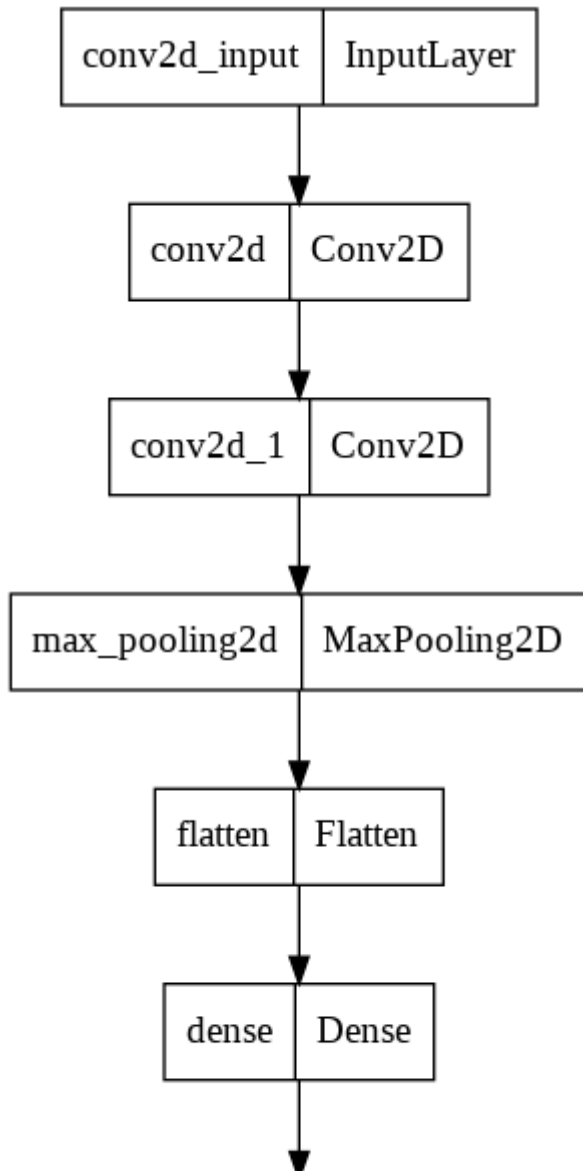 conv2d_input InputLayer
conv2d Conv2D
conv2d_1 Conv2D
max_pooling2d MaxPooling2D
flatten Flatten
dense Dense